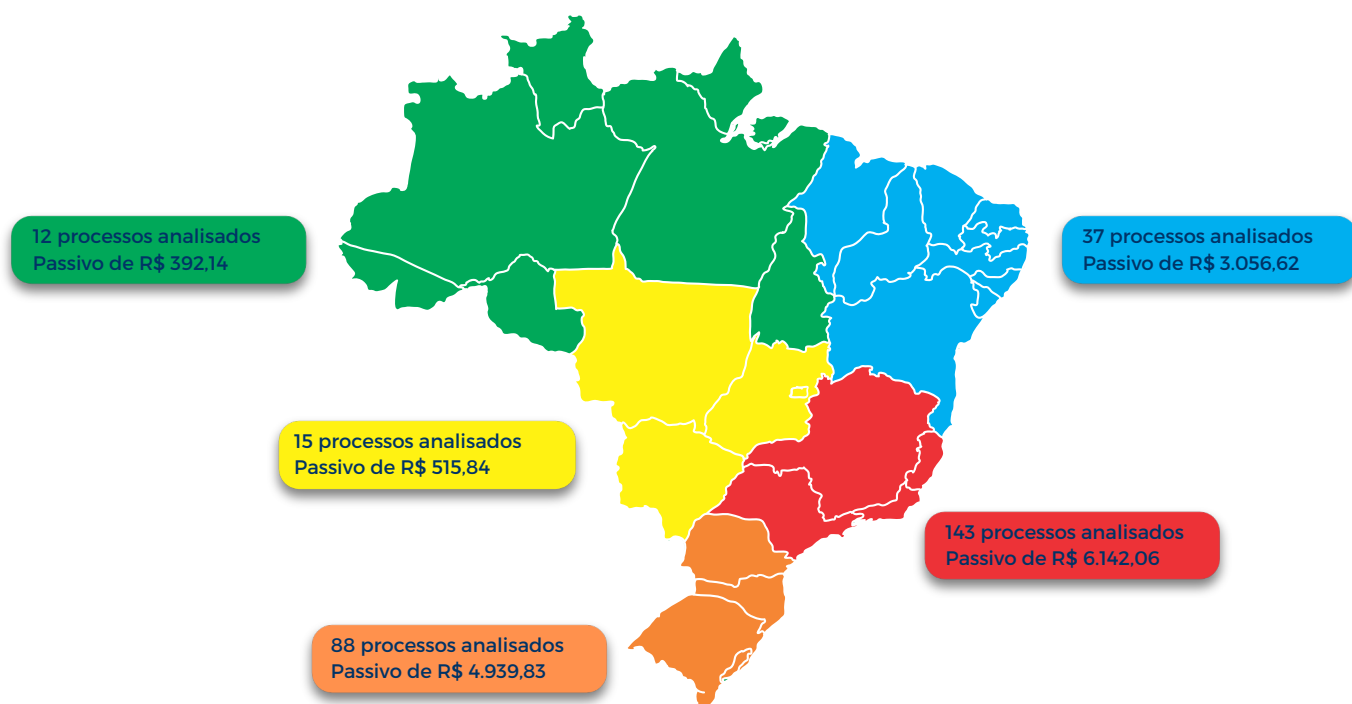 12 processos analisados
Passivo de R$ 392,14
37 processos analisados
Passivo de R$ 3.056,62
15 processos analisados
Passivo de R$ 515,84
143 processos analisados
Passivo de R$ 6.142,06
88 processos analisados
Passivo de R$ 4.939,83